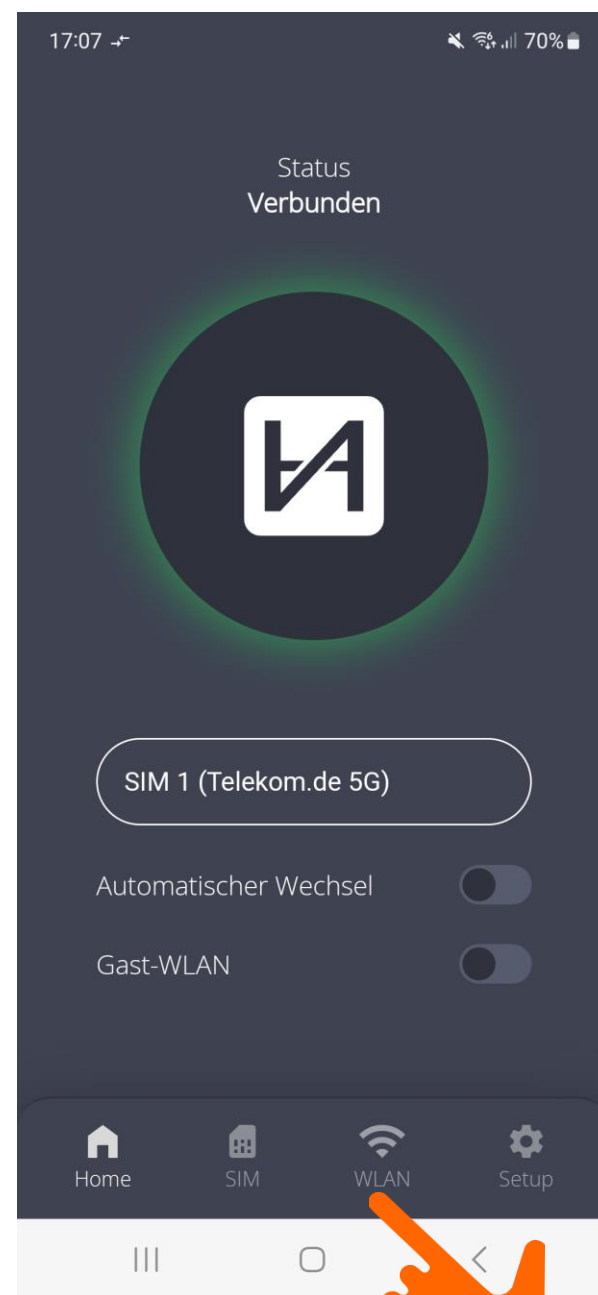 17:07
70%
Status
Verbunden
SIM 1 (Telekom.de 5G)
Automatischer Wechsel
Gast-WLAN
Home SIM WLAN Setup